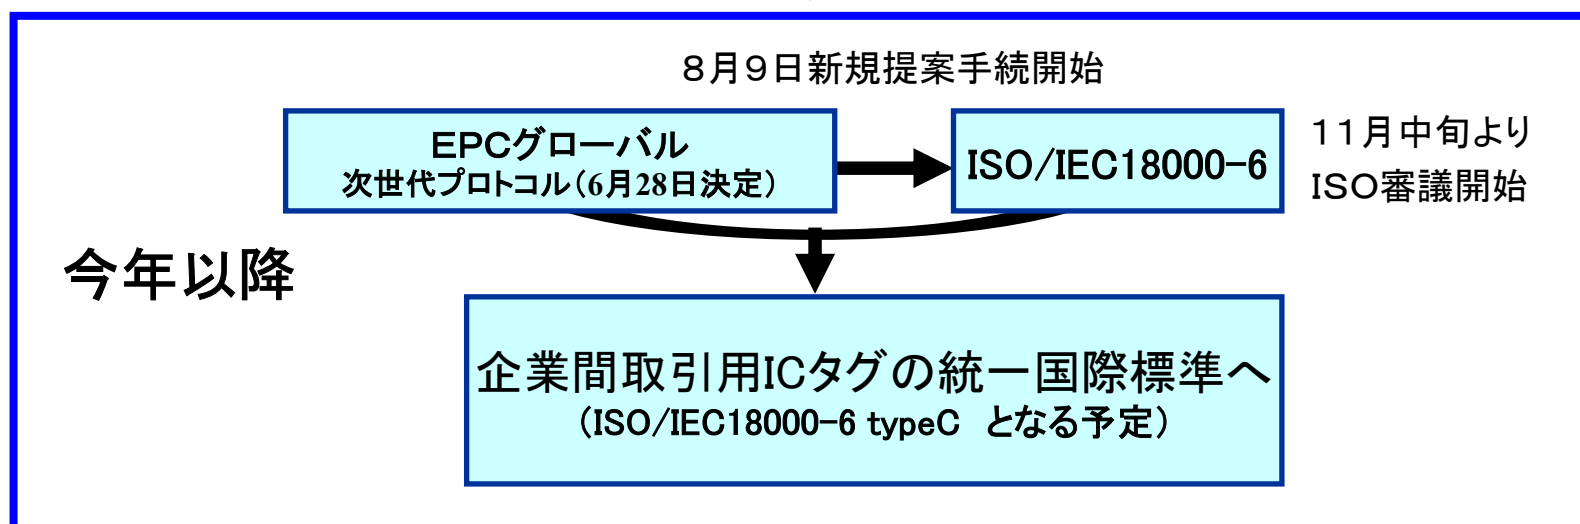 ８月９日新規提案手続開始
EPCグローバル
次世代プロトコル（6月28日決定）
ISO/IEC18000-6
１１月中旬より
ISO審議開始
今年以降
企業間取引用ICタグの統一国際標準へ
（ISO/IEC18000-6 typeC　となる予定）